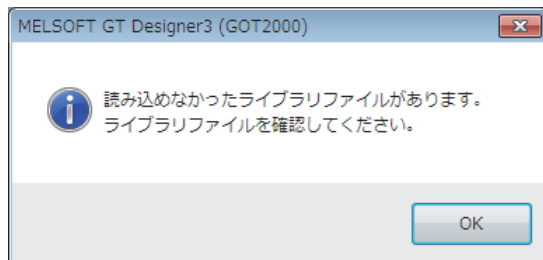 MELSOFT GT Designer3 (GOT2000)
読み込めなかったライブラリファイルがあります。
ライブラリファイルを確認してください。
OK